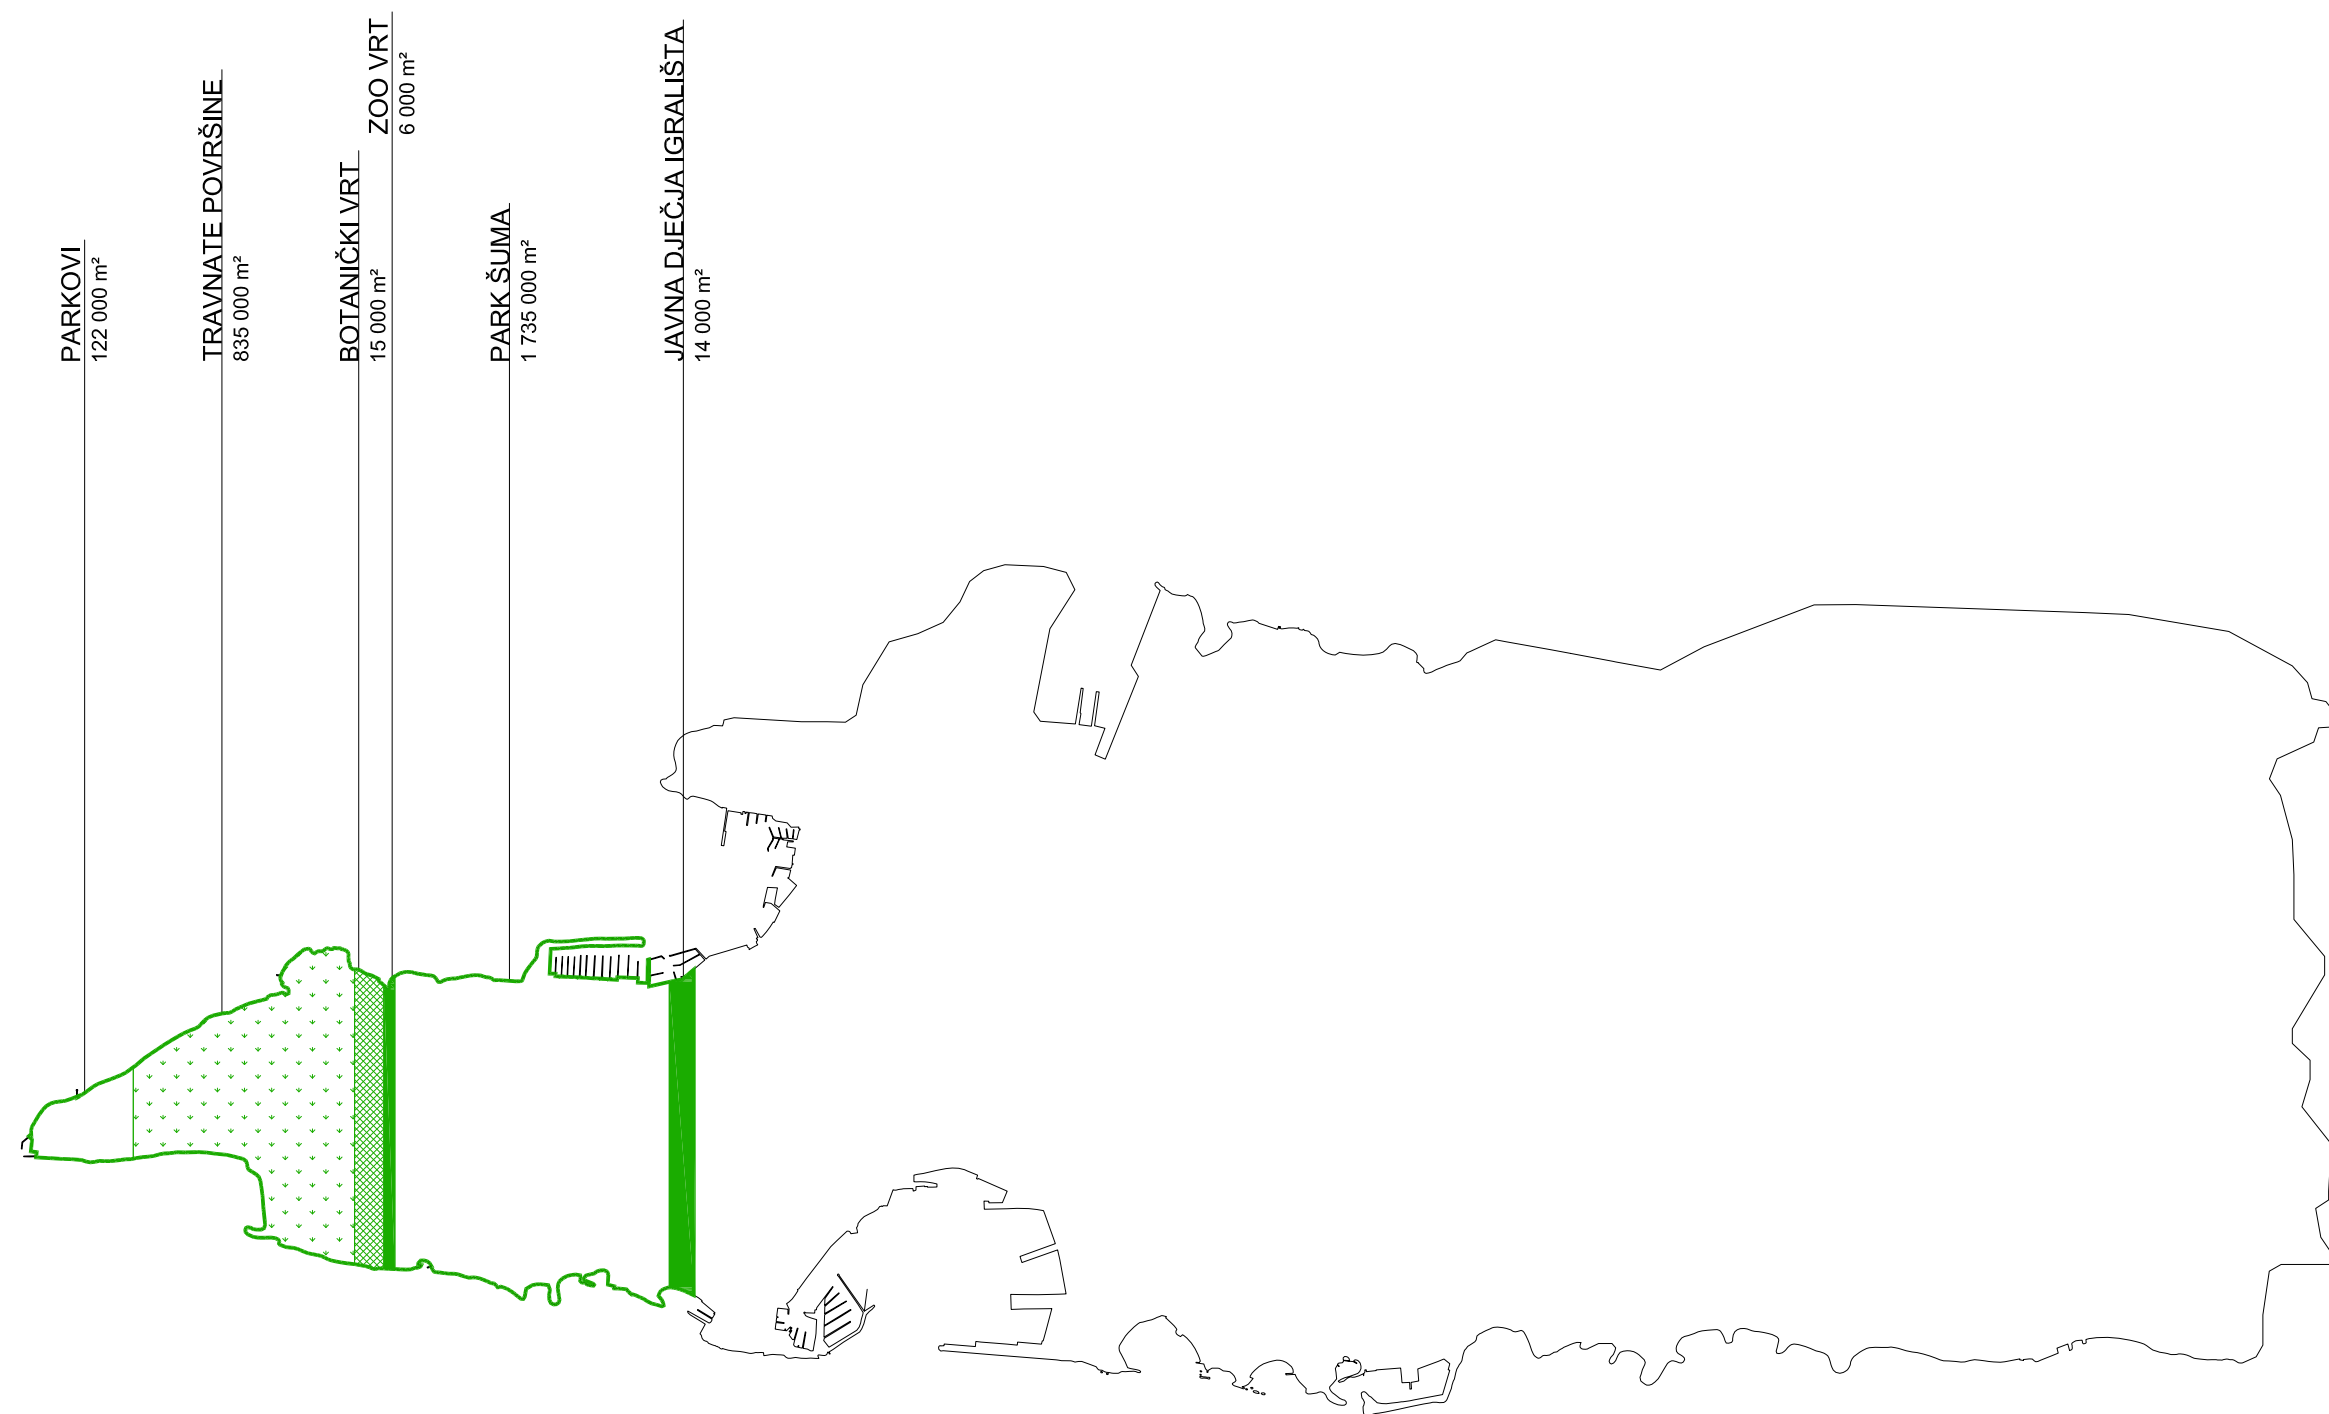 PARKOVI
122 000 m²
TRAVNATE POVRŠINE
835 000 m²
BOTANIČKI VRT
15 000 m²
ZOO VRT
6 000 m²
PARK ŠUMA
1 735 000 m²
JAVNA DJEČJA IGRALIŠTA
14 000 m²